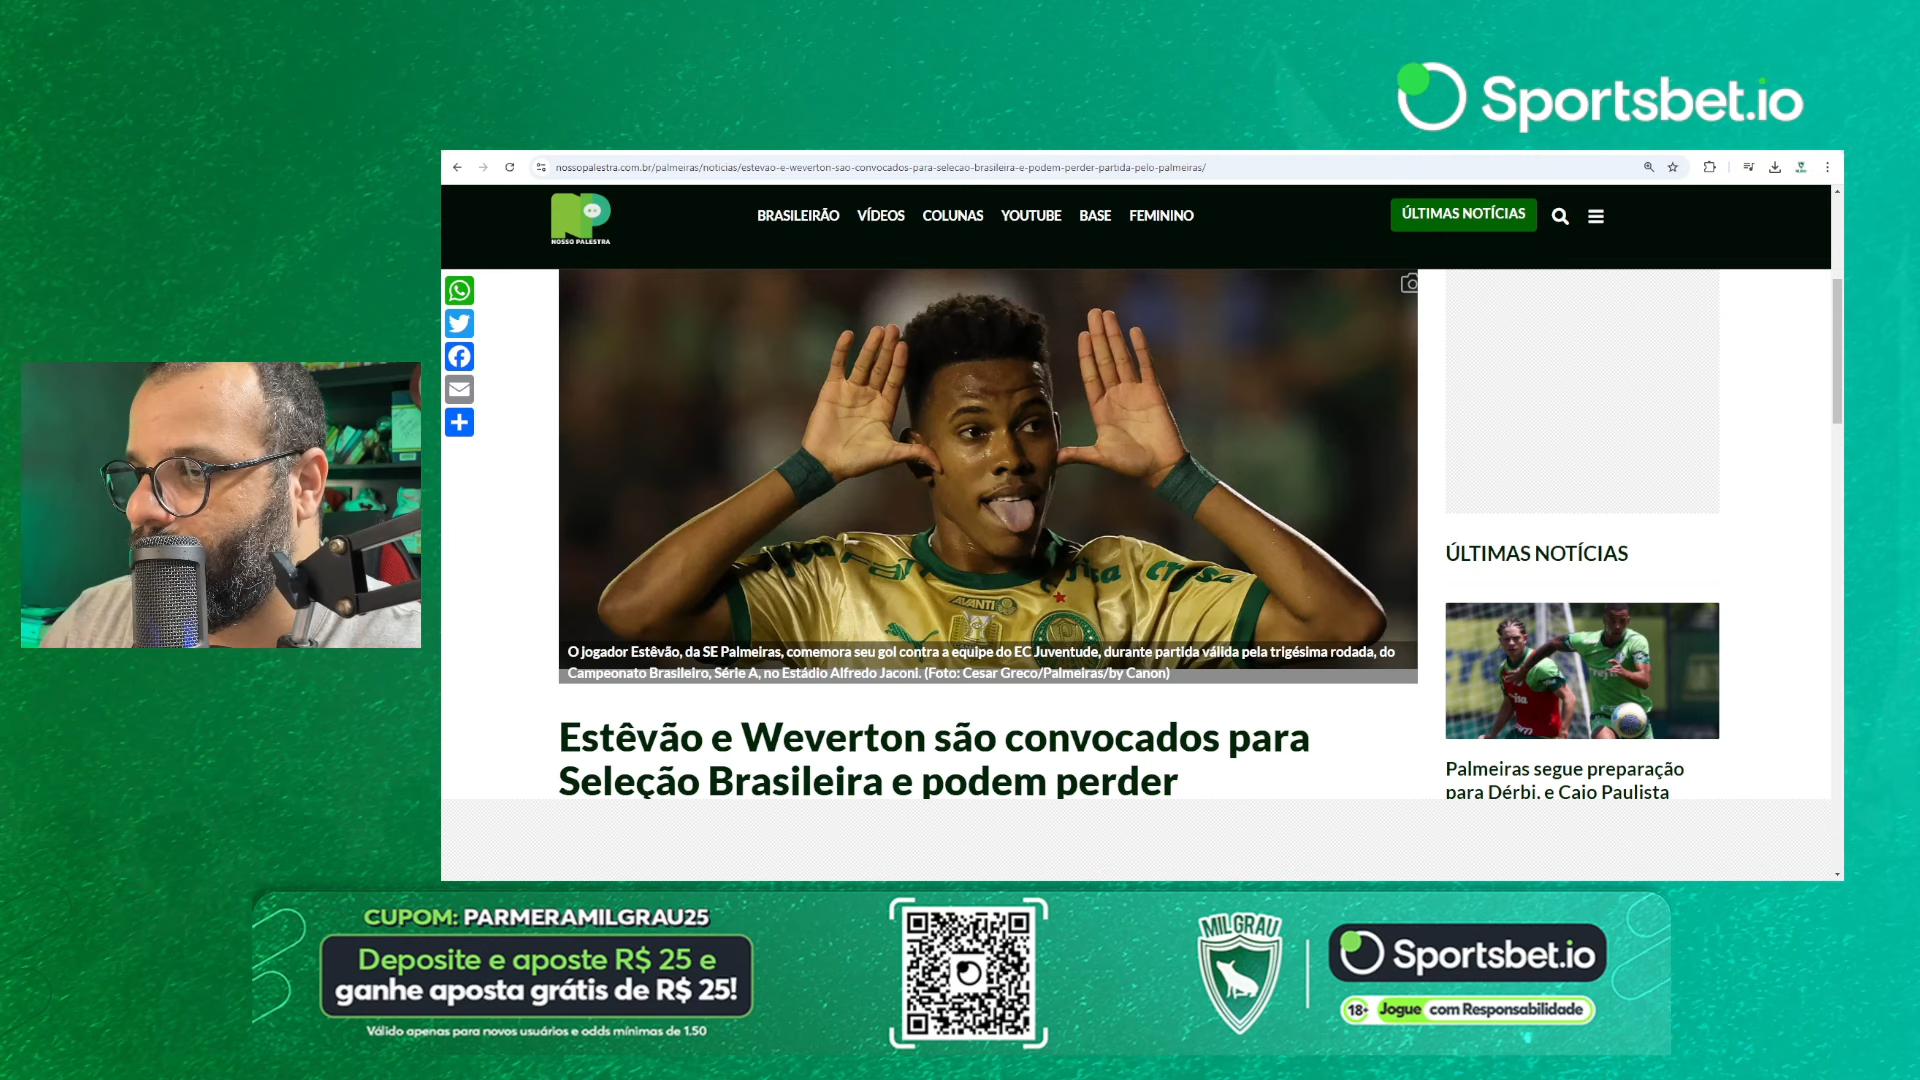 Sportsbet.io
nossopalestra.com.br/palmeiras/noticias/estevao-e-weverton-sao-convocados-para-selecao-brasileira-e-podem-perder-partida-pelo-palmeiras/
NP
NOSSO PALESTRA
BRASILEIRÃO VÍDEOS COLUNAS YOUTUBE BASE FEMININO
ÚLTIMAS NOTÍCIAS
AVANTI
O jogador Estêvão, da SE Palmeiras, comemora seu gol contra a equipe do EC Juventude, durante partida válida pela trigésima rodada, do
Campeonato Brasileiro, Série A, no Estádio Alfredo Jaconi. (Foto: Cesar Greco/Palmeiras/by Canon)
Estêvão e Weverton são convocados para
Seleção Brasileira e podem perder
ÚLTIMAS NOTÍCIAS
Palmeiras segue preparação
para Dérbi, e Caio Paulista
CUPOM: PARMERAMILGRAU25
Deposite e aposte R$ 25 e
ganhe aposta grátis de R$ 25!
Válido apenas para novos usuários e odds mínimas de 1.50
MIL GRAU
Sportsbet.io
18+ Jogue com Responsabilidade